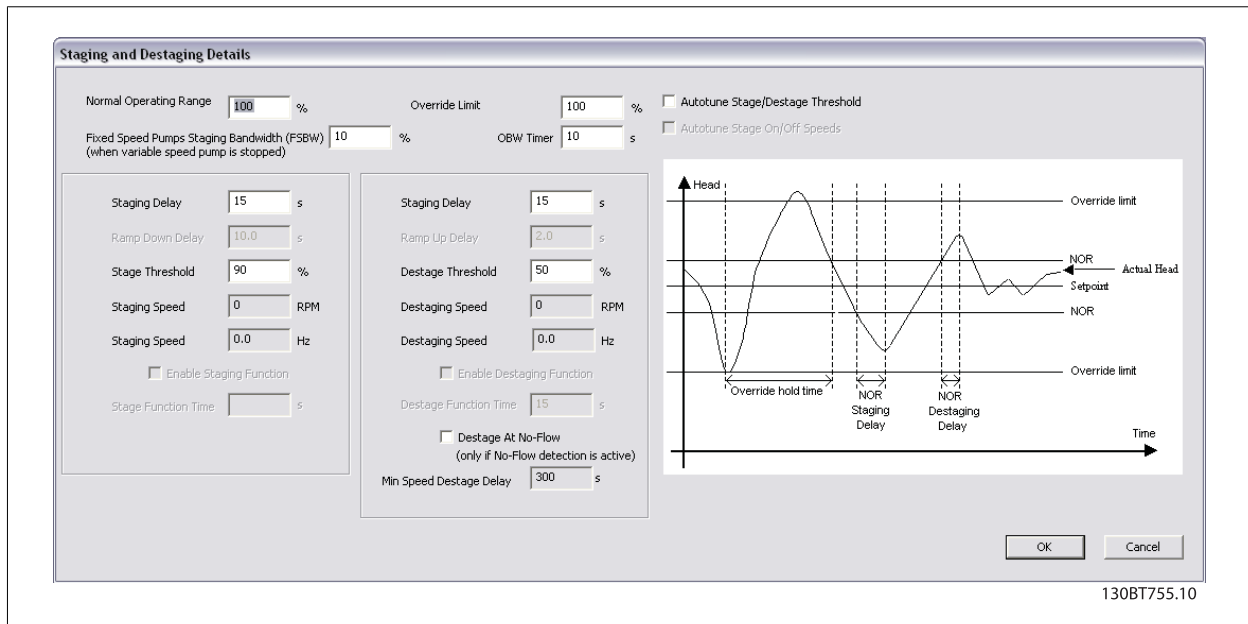 Staging and Destaging Details
Normal Operating Range 100 %
Override Limit 100 %
Autotune Stage/Destage Threshold
Fixed Speed Pumps Staging Bandwidth (FSBW) 10 %
(when variable speed pump is stopped)
OBW Timer 10 s
Autotune Stage On/Off Speeds
Staging Delay 15 s
Ramp Down Delay 10.0 s
Stage Threshold 90 %
Staging Speed 0 RPM
Staging Speed 0.0 Hz
Enable Staging Function
Stage Function Time s
Staging Delay 15 s
Ramp Up Delay 2.0 s
Destage Threshold 50 %
Destaging Speed 0 RPM
Destaging Speed 0.0 Hz
Enable Destaging Function
Destage Function Time 15 s
Destage At No-Flow
(only if No-Flow detection is active)
Min Speed Destage Delay 300 s
Head
Override limit
NOR
Actual Head
Setpoint
NOR
Override limit
Override hold time
NOR
Staging
Delay
NOR
Destaging
Delay
Time
OK
Cancel
130BT755.10